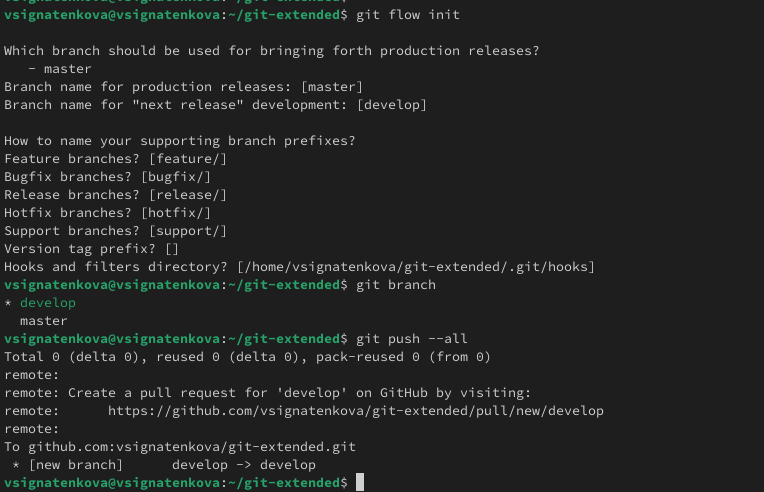 vsignatenkova@vsignatenkova:~/git-extended$ git flow init
Which branch should be used for bringing forth production releases?
   - master
Branch name for production releases: [master]
Branch name for "next release" development: [develop]
How to name your supporting branch prefixes?
Feature branches? [feature/]
Bugfix branches? [bugfix/]
Release branches? [release/]
Hotfix branches? [hotfix/]
Support branches? [support/]
Version tag prefix? []
Hooks and filters directory? [/home/vsignatenkova/git-extended/.git/hooks]
vsignatenkova@vsignatenkova:~/git-extended$ git branch
* develop
  master
vsignatenkova@vsignatenkova:~/git-extended$ git push --all
Total 0 (delta 0), reused 0 (delta 0), pack-reused 0 (from 0)
remote:
remote: Create a pull request for 'develop' on GitHub by visiting:
remote:      https://github.com/vsignatenkova/git-extended/pull/new/develop
remote:
To github.com:vsignatenkova/git-extended.git
 * [new branch]      develop -> develop
vsignatenkova@vsignatenkova:~/git-extended$